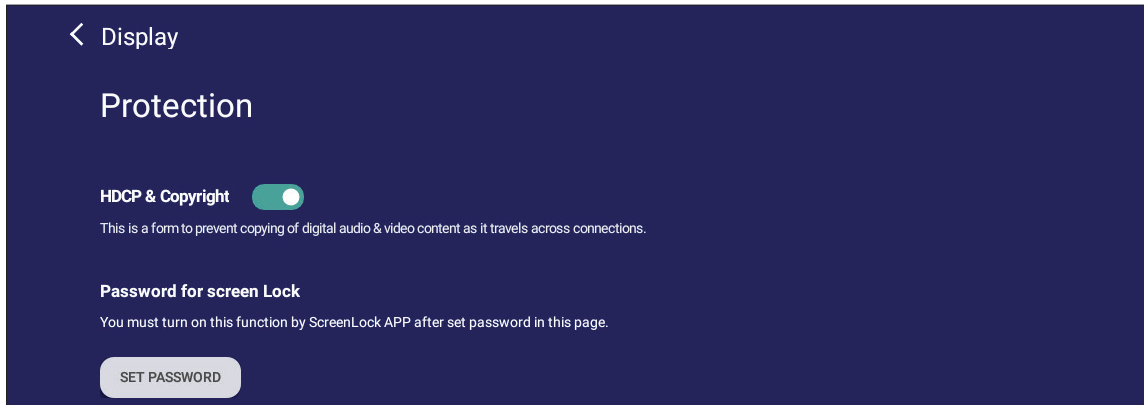 Display
Protection
HDCP & Copyright
This is a form to prevent copying of digital audio & video content as it travels across connections.
Password for screen Lock
You must turn on this function by ScreenLock APP after set password in this page.
SET PASSWORD